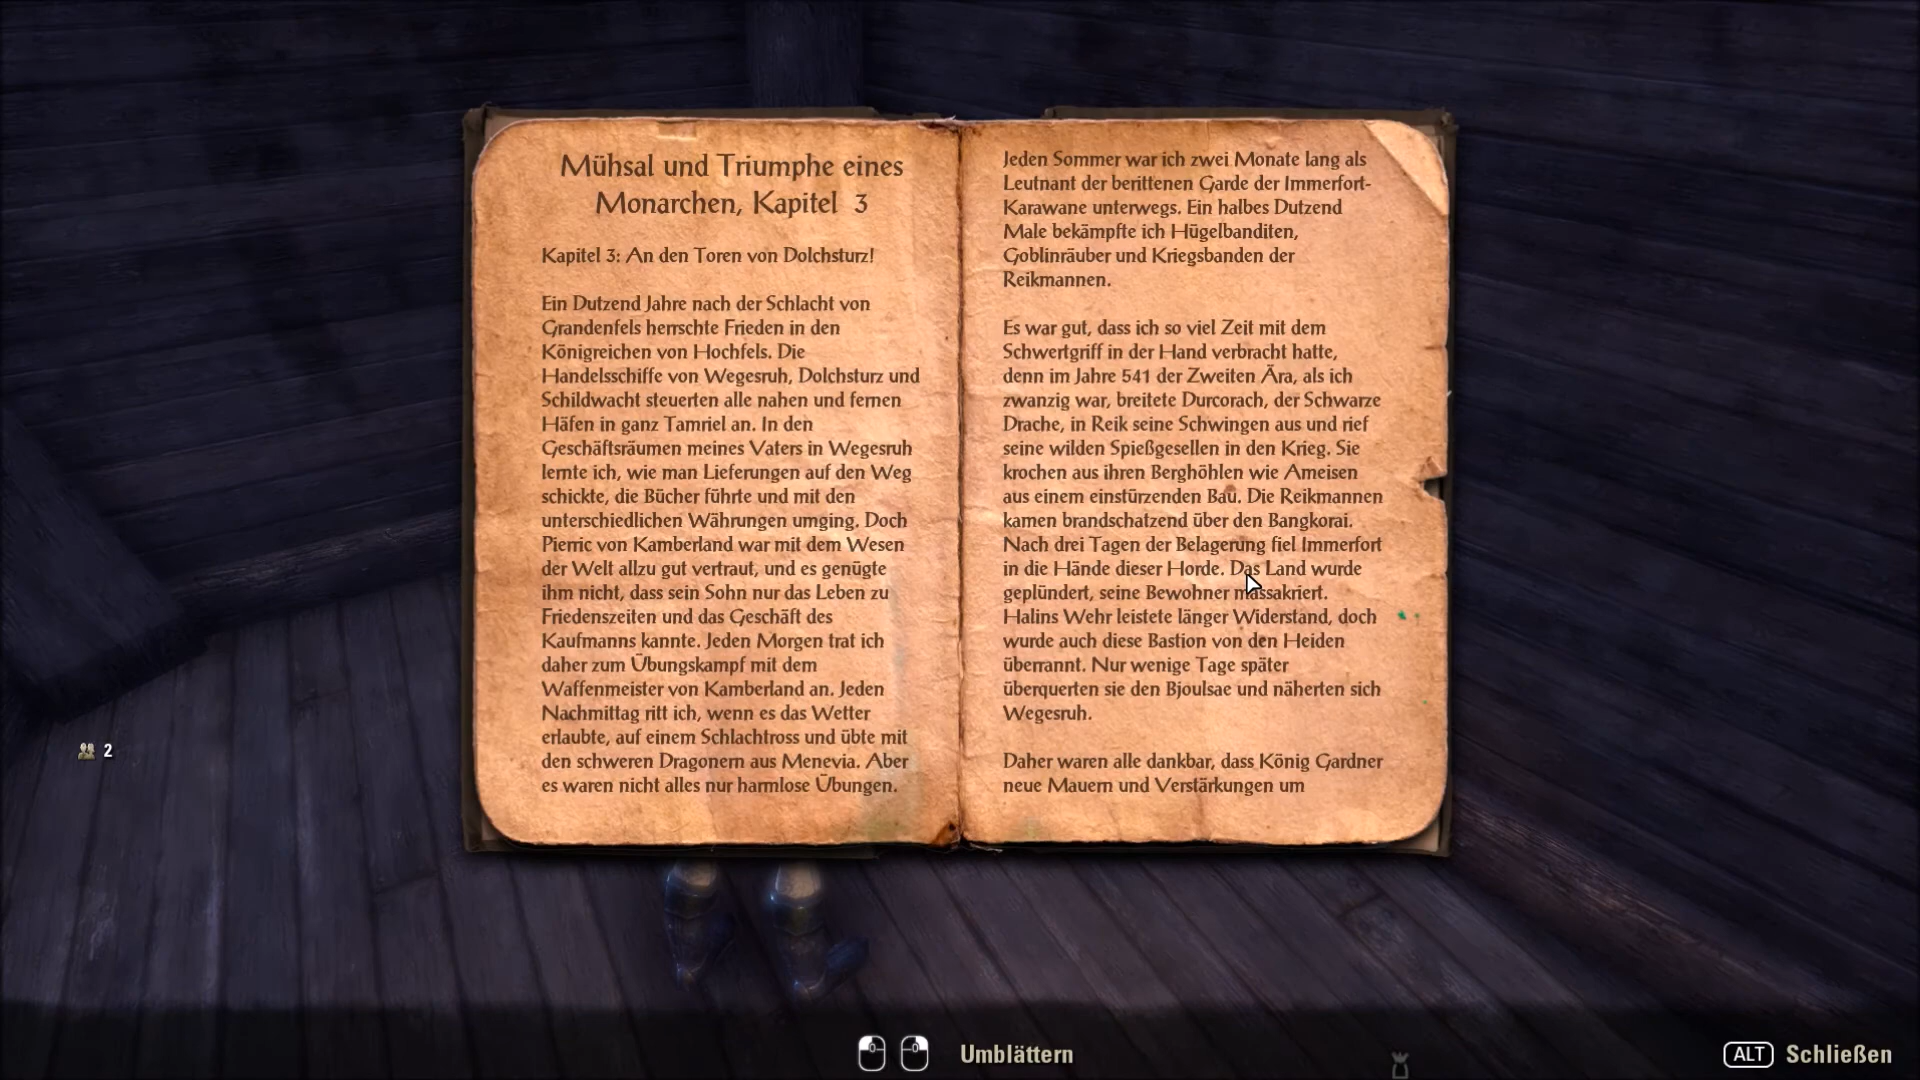 Mühsal und Triumphe eines
Monarchen, Kapitel 3
Kapitel 3: An den Toren von Dolchsturz!
Ein Dutzend Jahre nach der Schlacht von
Grandenfels herrschte Frieden in den
Königreichen von Hochfels. Die
Handelsschiffe von Wegesruh, Dolchsturz und
Schildwacht steuerten alle nahen und fernen
Häfen in ganz Tamriel an. In den
Geschäftsräumen meines Vaters in Wegesruh
lernte ich, wie man Lieferungen auf den Weg
schickte, die Bücher führte und mit den
unterschiedlichen Währungen umging. Doch
Pierric von Kamberland war mit dem Wesen
der Welt allzu gut vertraut, und es genügte
ihm nicht, dass sein Sohn nur das Leben zu
Friedenszeiten und das Geschäft des
Kaufmanns kannte. Jeden Morgen trat ich
daher zum Übungskampf mit dem
Waffenmeister von Kamberland an. Jeden
Nachmittag ritt ich, wenn es das Wetter
erlaubte, auf einem Schlachtross und übte mit
den schweren Dragonern aus Menevia. Aber
es waren nicht alles nur harmlose Übungen.
Jeden Sommer war ich zwei Monate lang als
Leutnant der berittenen Garde der Immerfort-
Karawane unterwegs. Ein halbes Dutzend
Male bekämpfte ich Hügelbanditen,
Goblinräuber und Kriegsbanden der
Reikmannen.
Es war gut, dass ich so viel Zeit mit dem
Schwertgriff in der Hand verbracht hatte,
denn im Jahre 541 der Zweiten Ära, als ich
zwanzig war, breitete Durcorach, der Schwarze
Drache, in Reik seine Schwingen aus und rief
seine wilden Spießgesellen in den Krieg. Sie
krochen aus ihren Berghöhlen wie Ameisen
aus einem einstürzenden Bau. Die Reikmannen
kamen brandschatzend über den Bangkorai.
Nach drei Tagen der Belagerung fiel Immerfort
in die Hände dieser Horde. Das Land wurde
geplündert, seine Bewohner massakriert.
Halins Wehr leistete länger Widerstand, doch
wurde auch diese Bastion von den Heiden
überrannt. Nur wenige Tage später
überquerten sie den Bjoulsae und näherten sich
Wegesruh.
Daher waren alle dankbar, dass König Gardner
neue Mauern und Verstärkungen um
2
Umblättern
ALT Schließen